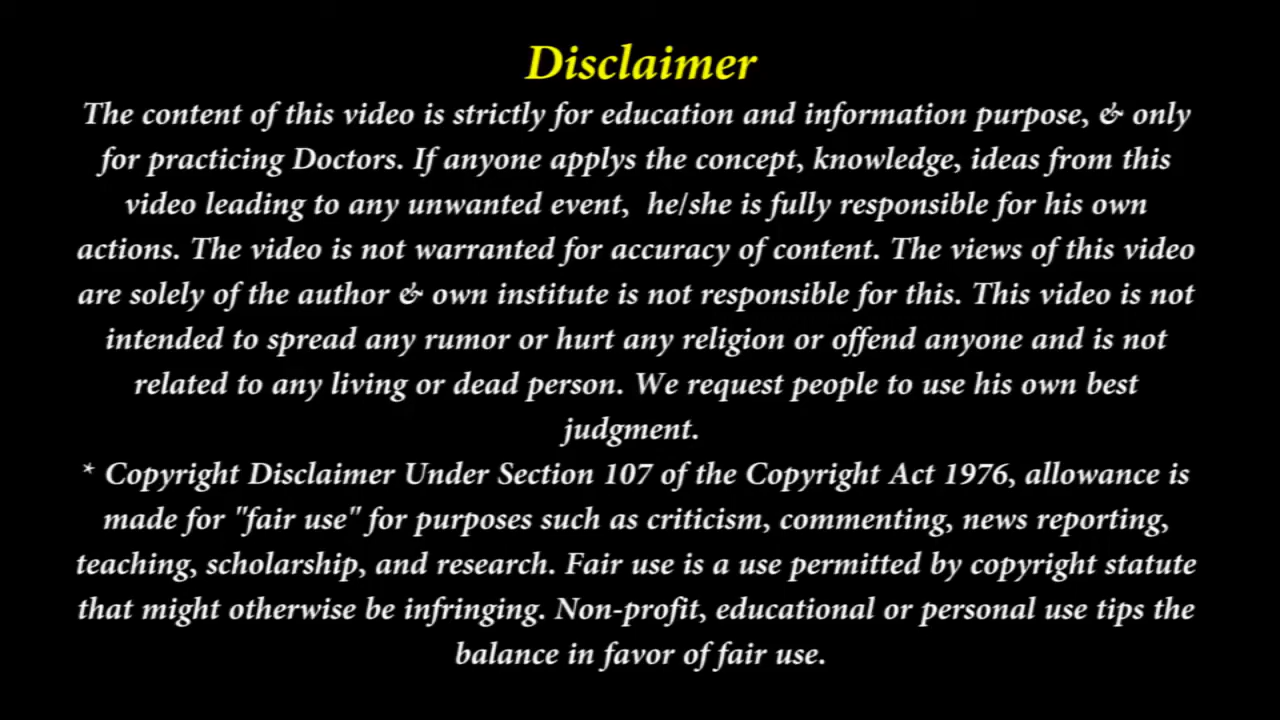 Disclaimer
The content of this video is strictly for education and information purpose, & only
for practicing Doctors. If anyone applys the concept, knowledge, ideas from this
video leading to any unwanted event,  he/she is fully responsible for his own
actions. The video is not warranted for accuracy of content. The views of this video
are solely of the author & own institute is not responsible for this. This video is not
intended to spread any rumor or hurt any religion or offend anyone and is not
related to any living or dead person. We request people to use his own best
judgment.
* Copyright Disclaimer Under Section 107 of the Copyright Act 1976, allowance is
made for "fair use" for purposes such as criticism, commenting, news reporting,
teaching, scholarship, and research. Fair use is a use permitted by copyright statute
that might otherwise be infringing. Non-profit, educational or personal use tips the
balance in favor of fair use.